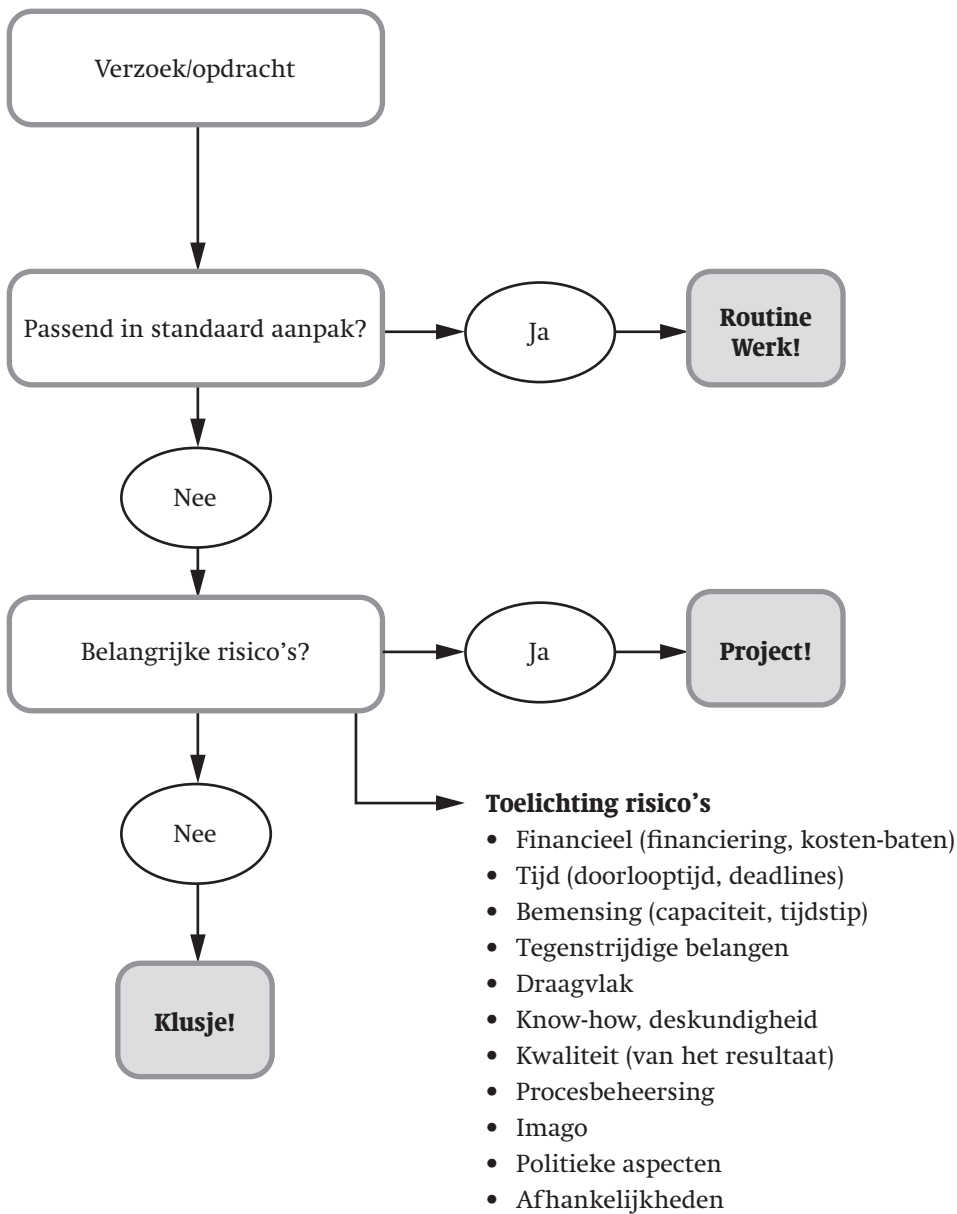 Verzoek/opdracht
Passend in standaard aanpak?
Ja
Routine
Werk!
Nee
Belangrijke risico's?
Ja
Project!
Nee
Klusje!
Toelichting risico's
• Financieel (financiering, kosten-baten)
• Tijd (doorlooptijd, deadlines)
• Bemensing (capaciteit, tijdstip)
• Tegenstrijdige belangen
• Draagvlak
• Know-how, deskundigheid
• Kwaliteit (van het resultaat)
• Procesbeheersing
• Imago
• Politieke aspecten
• Afhankelijkheden